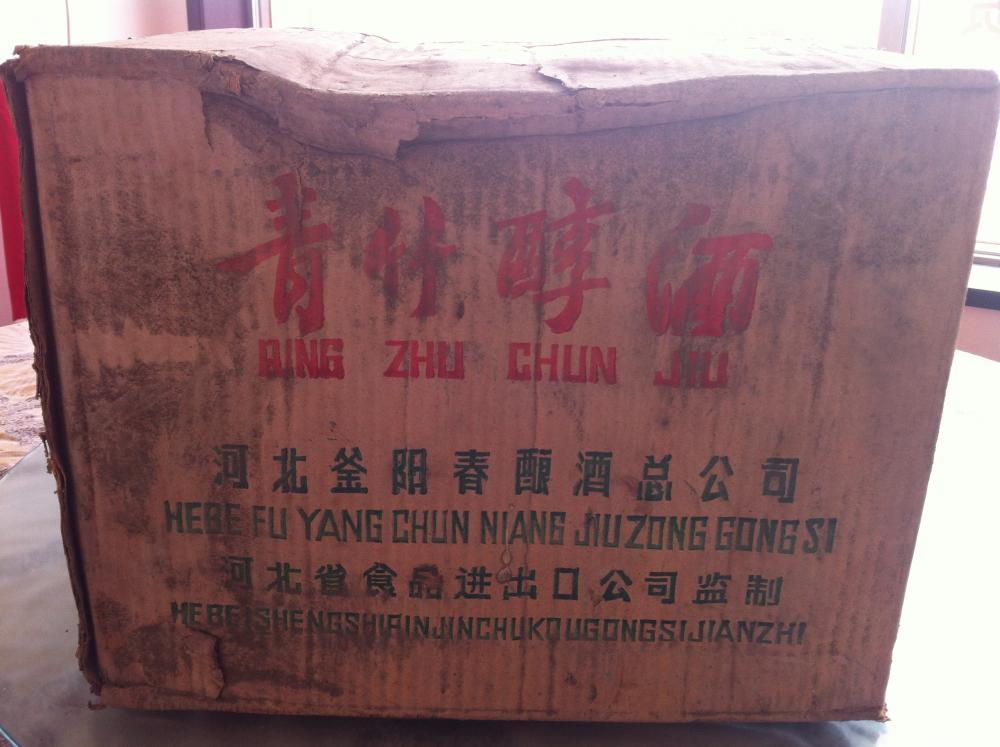 青竹醇酒
QING ZHU CHUN JIU
河北釜阳春酿酒总公司
HEBE FU YANG CHUN NIANG JIU ZONG GONG SI
河北省食品进出口公司监制
HEBEISHENGSHIPINJINCHUKOUGONGSIJIANZHI